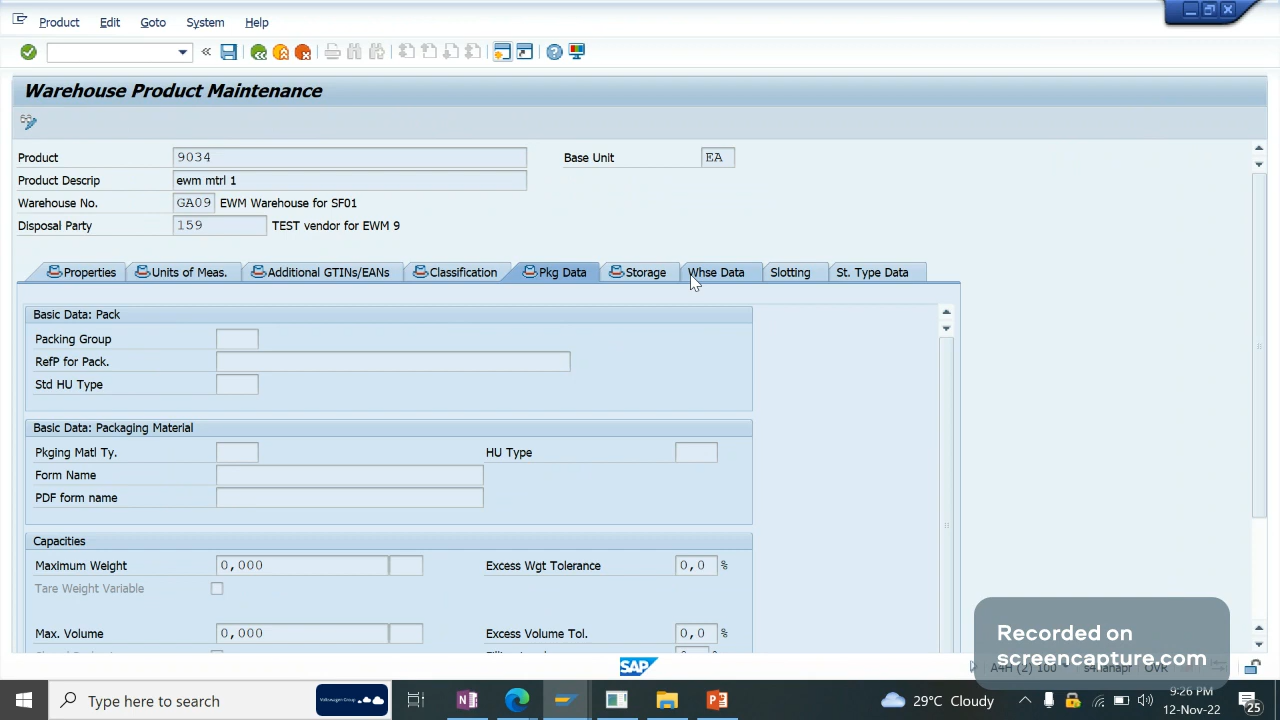 Product Edit Goto System Help
Warehouse Product Maintenance
Product 9034 Base Unit EA
Product Descrip ewm mtrl 1
Warehouse No. GA09 EWM Warehouse for SF01
Disposal Party 159 TEST vendor for EWM 9
Properties Units of Meas. Additional GTINs/EANs Classification Pkg Data Storage Whse Data Slotting St. Type Data
Basic Data: Pack
Packing Group
RefP for Pack.
Std HU Type
Basic Data: Packaging Material
Pkging Matl Ty. HU Type
Form Name
PDF form name
Capacities
Maximum Weight 0,000 Excess Wgt Tolerance 0,0 %
Tare Weight Variable
Max. Volume 0,000 Excess Volume Tol. 0,0 %
Recorded on
screencapture.com
SAP
Type here to search Volkswagen Group 29°C Cloudy 9:26 PM
12-Nov-22 25